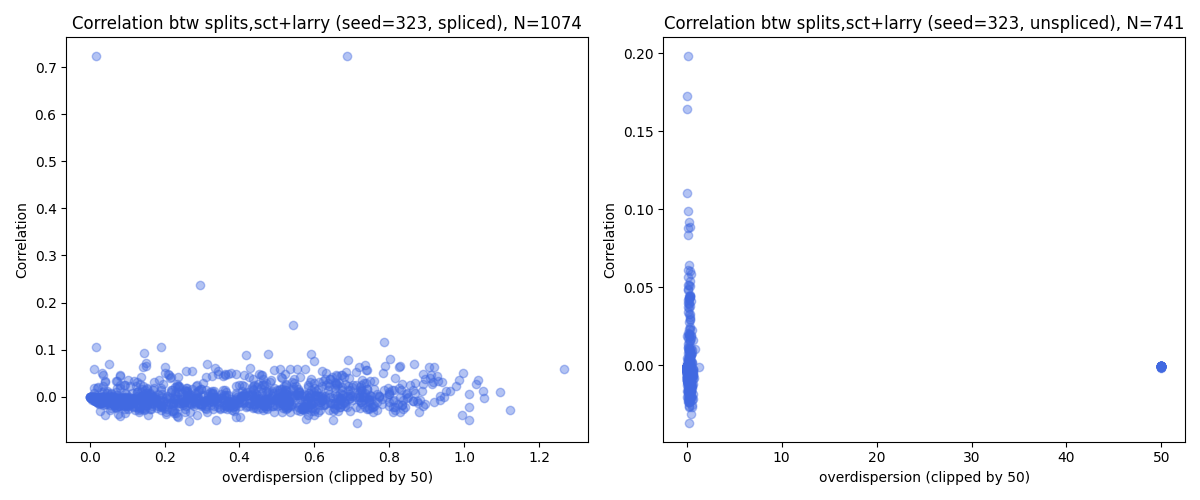 Correlation btw splits,sct+larry (seed=323, spliced), N=1074
Correlation
0.7
0.6
0.5
0.4
0.3
0.2
0.1
0.0
0.0 0.2 0.4 0.6 0.8 1.0 1.2
overdispersion (clipped by 50)
Correlation btw splits,sct+larry (seed=323, unspliced), N=741
Correlation
0.20
0.15
0.10
0.05
0.00
0 10 20 30 40 50
overdispersion (clipped by 50)